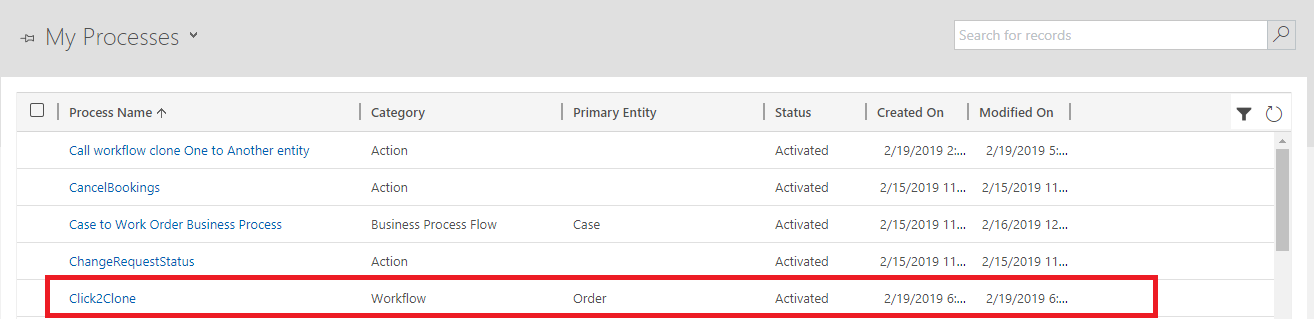 My Processes
Search for records
Process Name Category Primary Entity Status Created On Modified On
Call workflow clone One to Another entity Action Activated 2/19/2019 2:... 2/19/2019 5:...
CancelBookings Action Activated 2/15/2019 11... 2/15/2019 11...
Case to Work Order Business Process Business Process Flow Case Activated 2/15/2019 11... 2/16/2019 12...
ChangeRequestStatus Action Activated 2/15/2019 11... 2/15/2019 11...
Click2Clone Workflow Order Activated 2/19/2019 6:... 2/19/2019 6:...